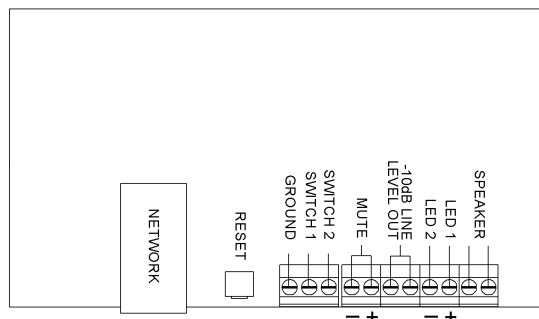 NETWORK
RESET
GROUND
SWITCH 1
SWITCH 2
MUTE
-10dB LINE
LEVEL OUT
LED 2
LED 1
SPEAKER
− +
− +